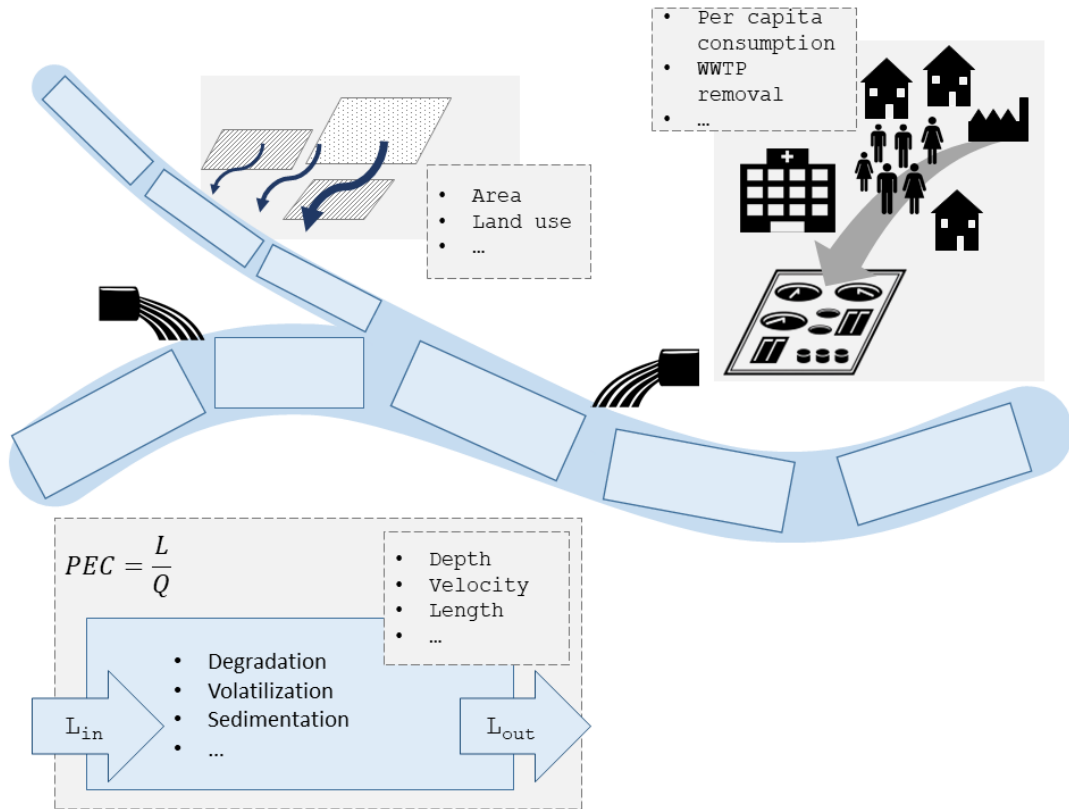 • Per capita
consumption
• WWTP
removal
• …
• Area
• Land use
• …
PEC = L/Q
• Depth
• Velocity
• Length
• …
• Degradation
• Volatilization
• Sedimentation
• …
L_in
L_out